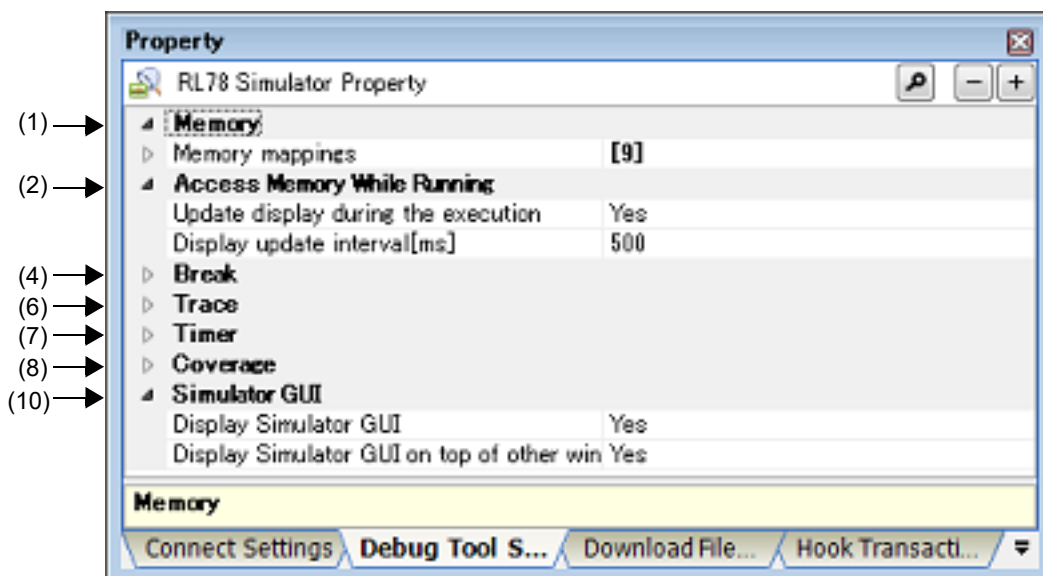 Property
RL78 Simulator Property
(1) Memory
Memory mappings [9]
(2) Access Memory While Running
Update display during the execution Yes
Display update interval[ms] 500
(4) Break
(6) Trace
(7) Timer
(8) Coverage
(10) Simulator GUI
Display Simulator GUI Yes
Display Simulator GUI on top of other win Yes
Memory
Connect Settings Debug Tool S... Download File... Hook Transacti...